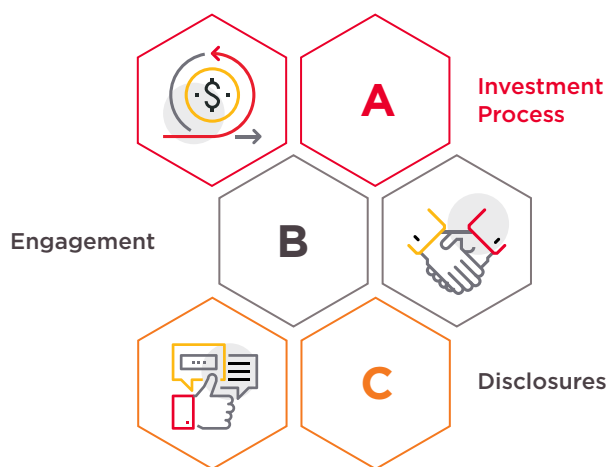 A
Investment
Process
Engagement
B
C
Disclosures
$